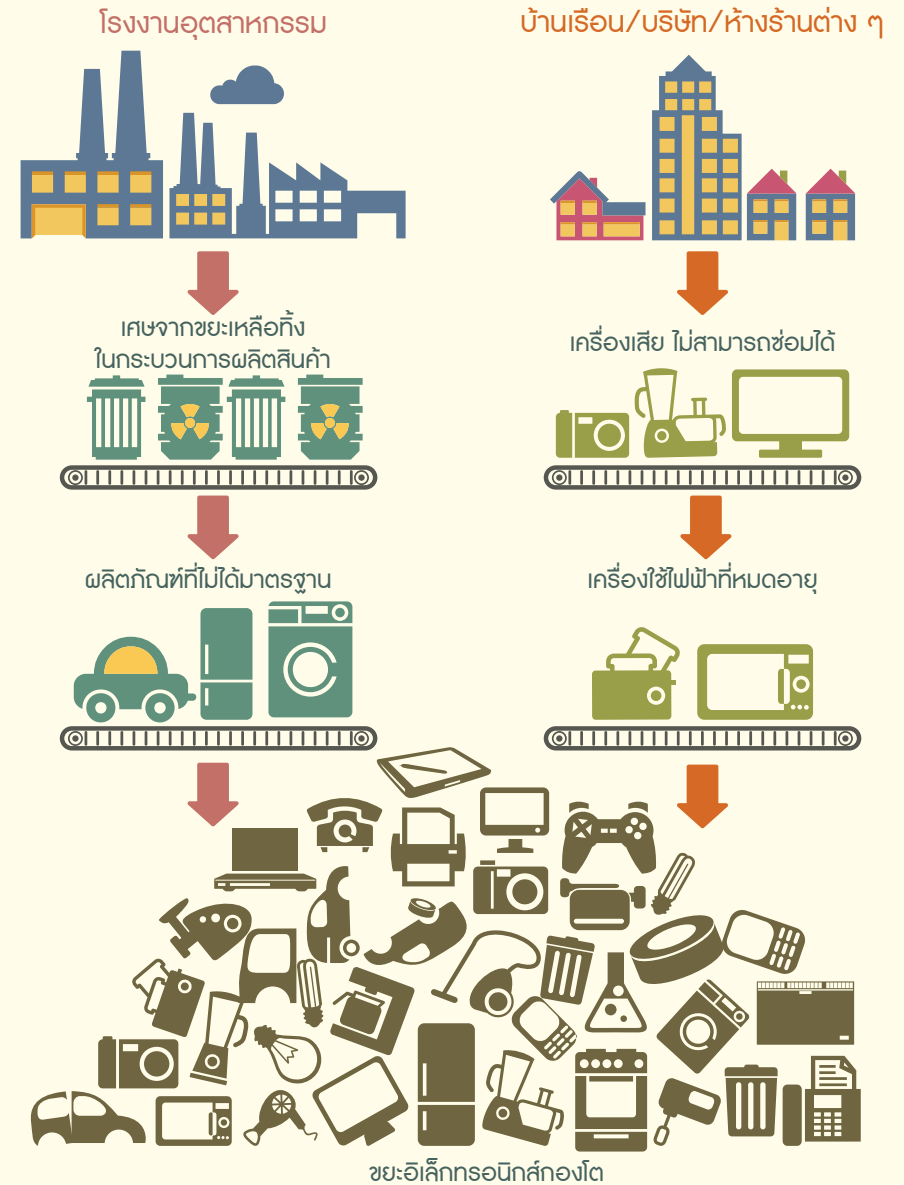 โรงงานอุตสาหกรรม
บ้านเรือน/บริษัท/ห้างร้านต่าง ๆ
เศษจากขยะเหลือทิ้ง
ในกระบวนการผลิตสินค้า
เครื่องเสีย ไม่สามารถซ่อมได้
ผลิตภัณฑ์ที่ไม่ได้มาตรฐาน
เครื่องใช้ไฟฟ้าที่หมดอายุ
ขยะอิเล็กทรอนิกส์กองโต